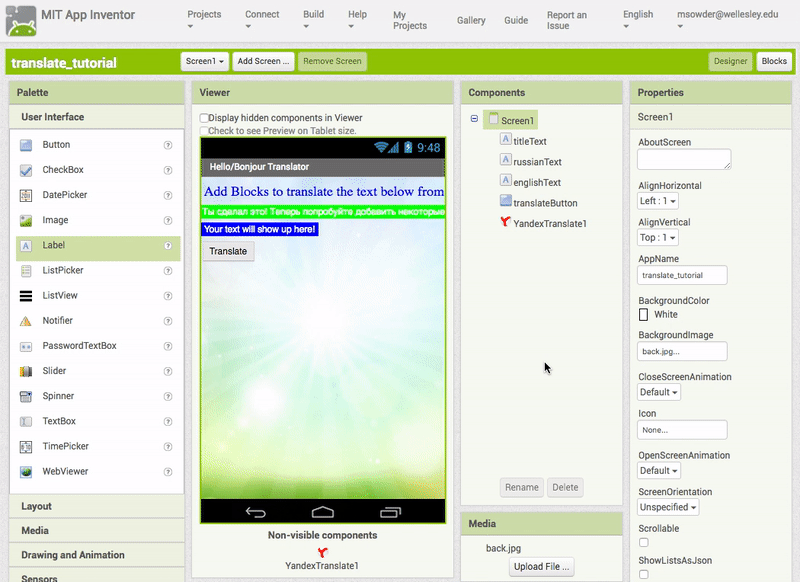 MIT App Inventor
Projects
Connect
Build
Help
My Projects
Gallery
Guide
Report an Issue
English
msowder@wellesley.edu
translate_tutorial
Screen1
Add Screen ...
Remove Screen
Designer
Blocks
Palette
User Interface
Button
CheckBox
DatePicker
Image
Label
ListPicker
ListView
Notifier
PasswordTextBox
Slider
Spinner
TextBox
TimePicker
WebViewer
Layout
Media
Drawing and Animation
Sensors
Viewer
Display hidden components in Viewer
Check to see Preview on Tablet size.
9:48
Hello/Bonjour Translator
Add Blocks to translate the text below from
Ты сделал это! Теперь попробуйте добавить некоторые
Your text will show up here!
Translate
Non-visible components
YandexTranslate1
Components
Screen1
titleText
russianText
englishText
translateButton
YandexTranslate1
Rename
Delete
Media
back.jpg
Upload File ...
Properties
Screen1
AboutScreen
AlignHorizontal
Left : 1
AlignVertical
Top : 1
AppName
translate_tutorial
BackgroundColor
White
BackgroundImage
back.jpg...
CloseScreenAnimation
Default
Icon
None...
OpenScreenAnimation
Default
ScreenOrientation
Unspecified
Scrollable
ShowListsAsJson